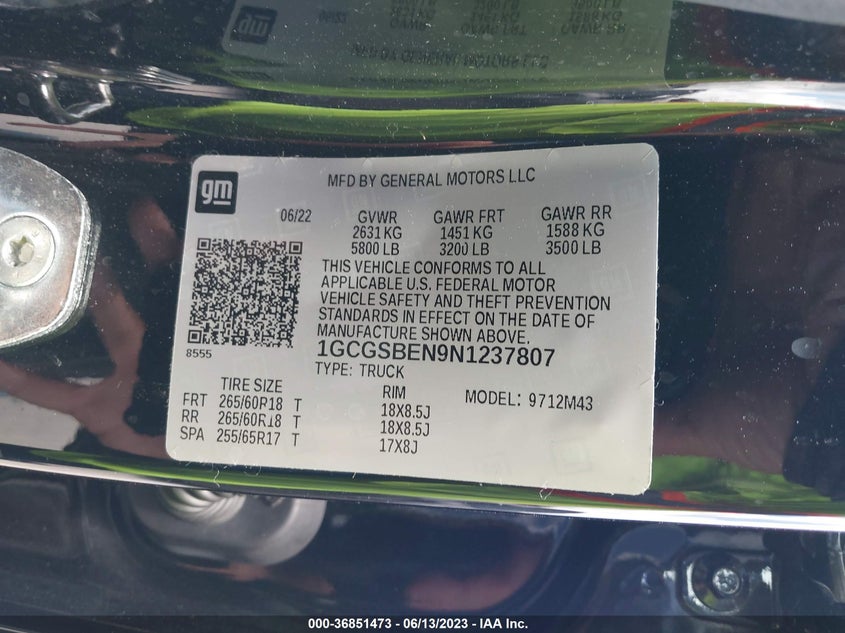 gm
MFD BY GENERAL MOTORS LLC
06/22 GVWR GAWR FRT GAWR RR
2631 KG 1451 KG 1588 KG
5800 LB 3200 LB 3500 LB
THIS VEHICLE CONFORMS TO ALL
APPLICABLE U.S. FEDERAL MOTOR
VEHICLE SAFETY AND THEFT PREVENTION
STANDARDS IN EFFECT ON THE DATE OF
MANUFACTURE SHOWN ABOVE.
8555
1GCGSBEN9N1237807
TYPE: TRUCK
TIRE SIZE RIM MODEL: 9712M43
FRT 265/60R18 T 18X8.5J
RR 265/60R18 T 18X8.5J
SPA 255/65R17 T 17X8J
000-36851473 - 06/13/2023 - IAA Inc.